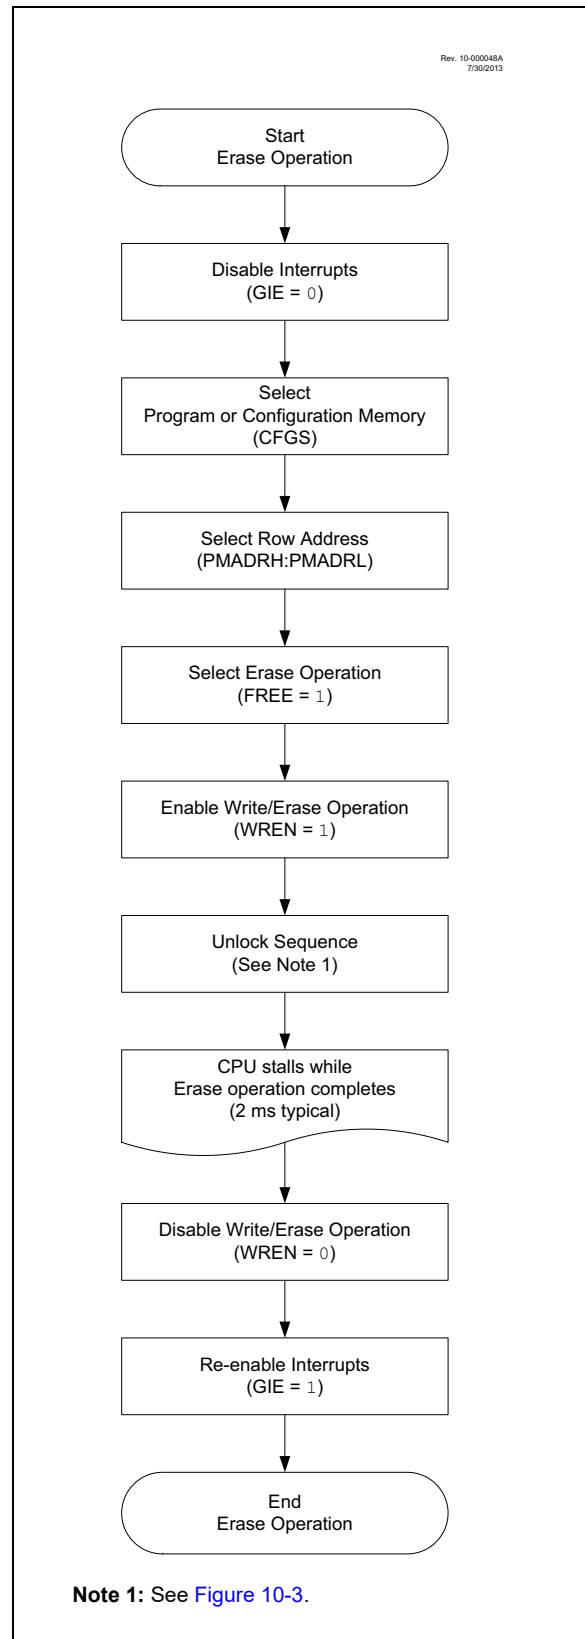 Rev. 10-000048A
7/30/2013
Start
Erase Operation
Disable Interrupts
(GIE = 0)
Select
Program or Configuration Memory
(CFGS)
Select Row Address
(PMADRH:PMADRL)
Select Erase Operation
(FREE = 1)
Enable Write/Erase Operation
(WREN = 1)
Unlock Sequence
(See Note 1)
CPU stalls while
Erase operation completes
(2 ms typical)
Disable Write/Erase Operation
(WREN = 0)
Re-enable Interrupts
(GIE = 1)
End
Erase Operation
Note 1: See Figure 10-3.